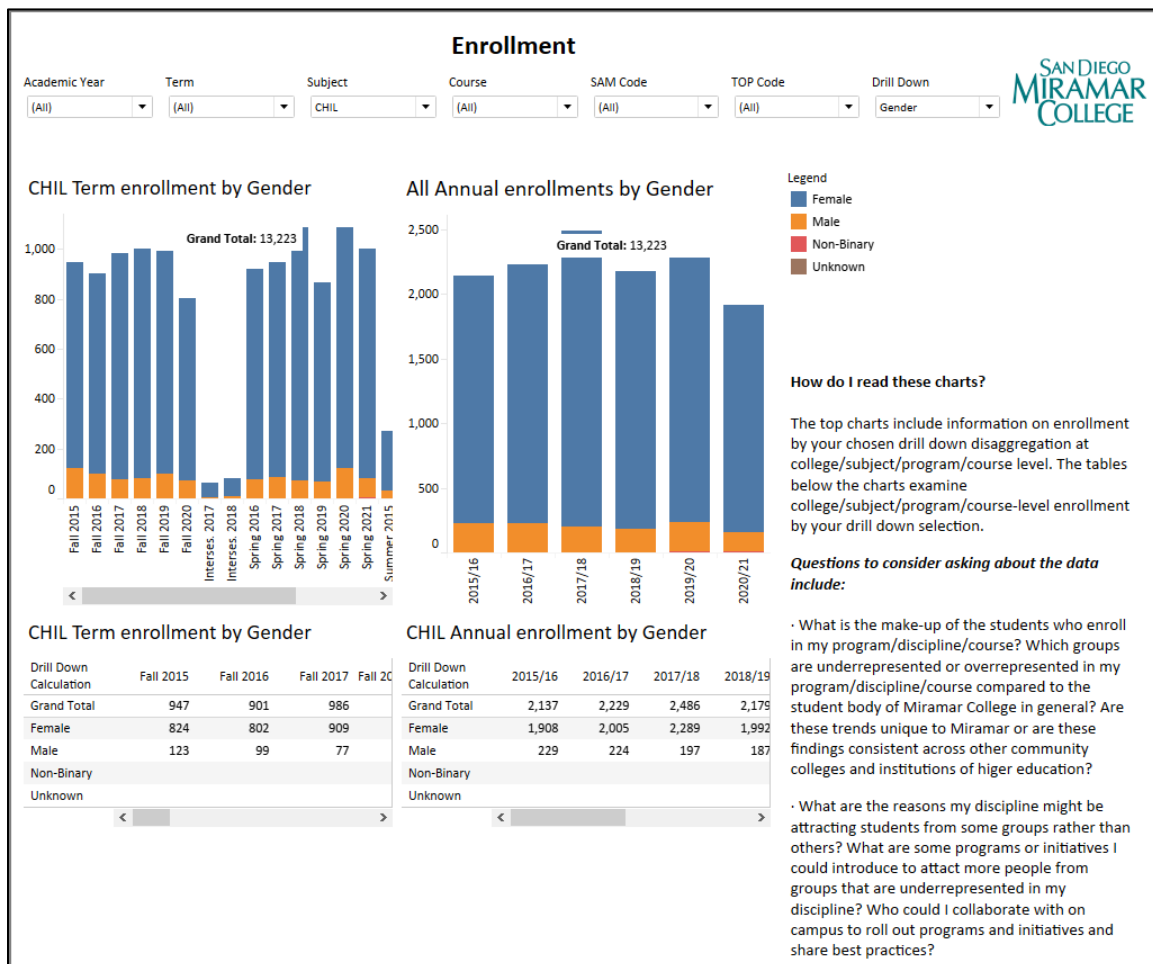 Enrollment
Academic Year
Term
Subject
Course
SAM Code
TOP Code
Drill Down
(All)
(All)
CHIL
(All)
(All)
(All)
Gender
SAN DIEGO
MIRAMAR
COLLEGE
CHIL Term enrollment by Gender
Grand Total: 13,223
1,000
800
600
400
200
0
Fall 2015
Fall 2016
Fall 2017
Fall 2018
Fall 2019
Fall 2020
Interses. 2017
Interses. 2018
Spring 2016
Spring 2017
Spring 2018
Spring 2019
Spring 2020
Spring 2021
Summer 2015
All Annual enrollments by Gender
Grand Total: 13,223
2,500
2,000
1,500
1,000
500
0
2015/16
2016/17
2017/18
2018/19
2019/20
2020/21
Legend
Female
Male
Non-Binary
Unknown
CHIL Term enrollment by Gender
Drill Down
Calculation
Fall 2015 Fall 2016 Fall 2017 Fall 20
Grand Total 947 901 986
Female 824 802 909
Male 123 99 77
Non-Binary
Unknown
CHIL Annual enrollment by Gender
Drill Down
Calculation
2015/16 2016/17 2017/18 2018/19
Grand Total 2,137 2,229 2,486 2,179
Female 1,908 2,005 2,289 1,992
Male 229 224 197 187
Non-Binary
Unknown
How do I read these charts?
The top charts include information on enrollment
by your chosen drill down disaggregation at
college/subject/program/course level. The tables
below the charts examine
college/subject/program/course-level enrollment
by your drill down selection.
Questions to consider asking about the data
include:
· What is the make-up of the students who enroll
in my program/discipline/course? Which groups
are underrepresented or overrepresented in my
program/discipline/course compared to the
student body of Miramar College in general? Are
these trends unique to Miramar or are these
findings consistent across other community
colleges and institutions of higer education?
· What are the reasons my discipline might be
attracting students from some groups rather than
others? What are some programs or initiatives I
could introduce to attact more people from
groups that are underrepresented in my
discipline? Who could I collaborate with on
campus to roll out programs and initiatives and
share best practices?